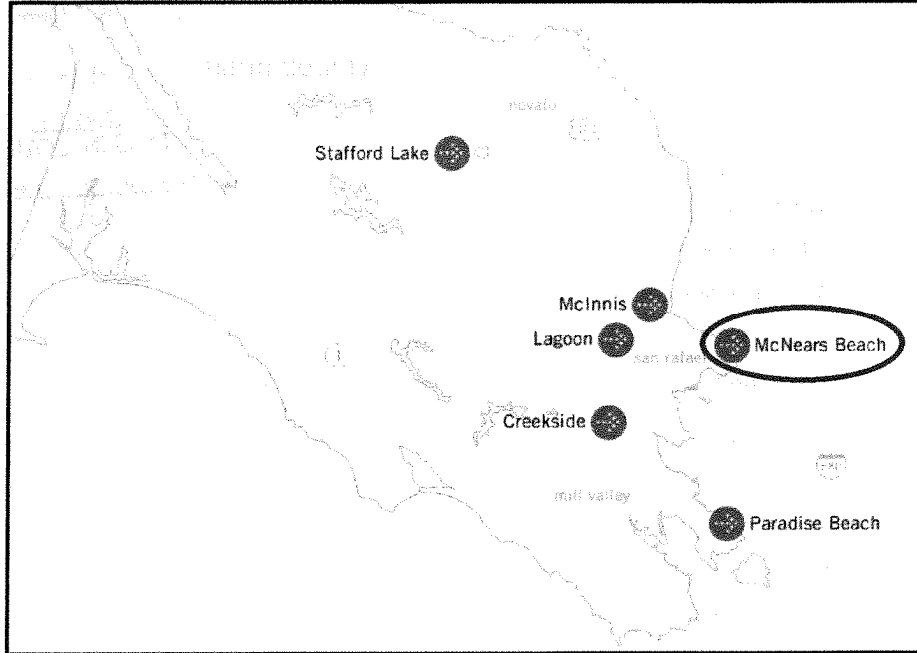 novato
Stafford Lake
McInnis
Lagoon
McNears Beach
san rafael
Creekside
mill valley
Paradise Beach